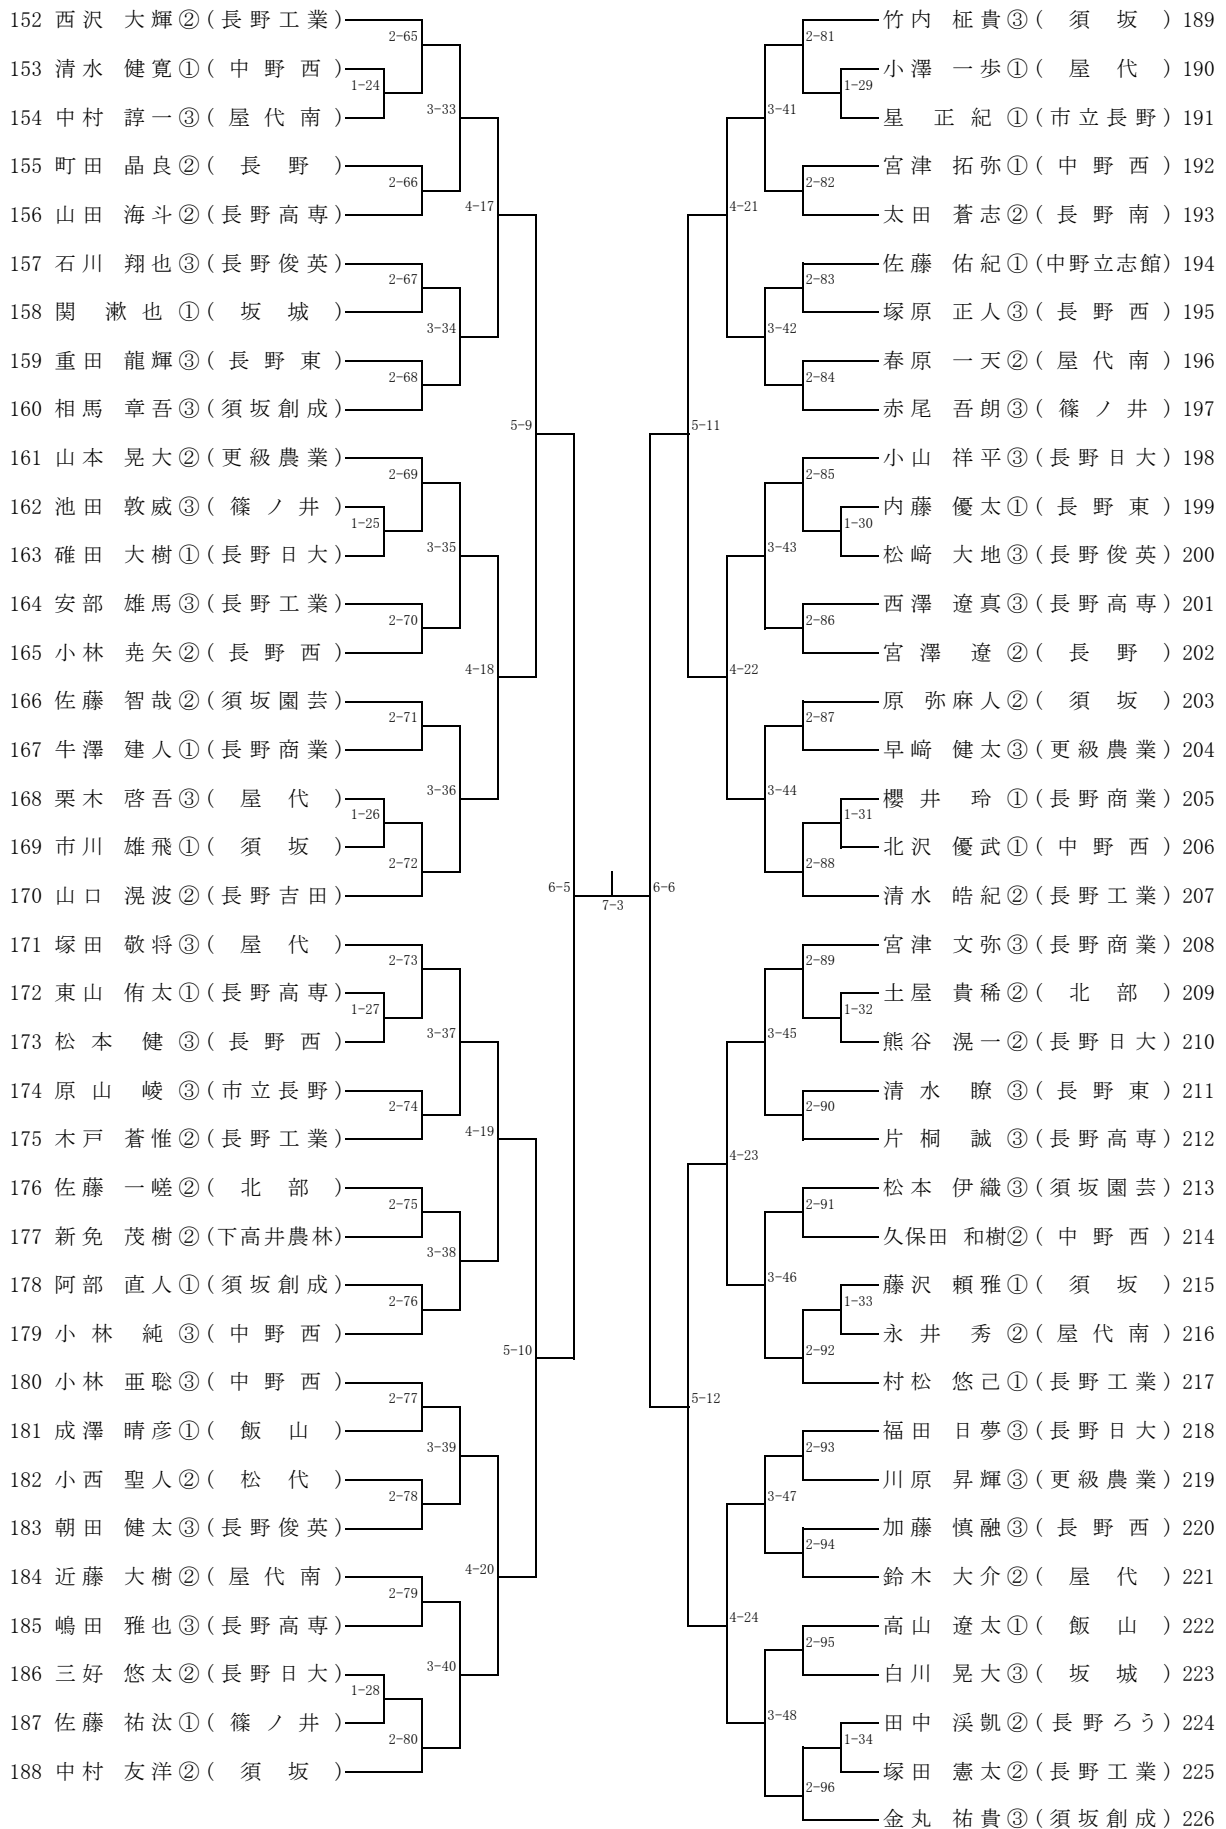 152 西沢 大輝②(長野工業)
153 清水 健寛①(中野西)
154 中村 諄一③(屋代南)
155 町田 晶良②(長野)
156 山田 海斗②(長野高専)
157 石川 翔也③(長野俊英)
158 関 漱也①(坂城)
159 重田 龍輝③(長野東)
160 相馬 章吾③(須坂創成)
161 山本 晃大②(更級農業)
162 池田 敦威③(篠ノ井)
163 碓田 大樹①(長野日大)
164 安部 雄馬③(長野工業)
165 小林 尭矢②(長野西)
166 佐藤 智哉②(須坂園芸)
167 牛澤 建人①(長野商業)
168 栗木 啓吾③(屋代)
169 市川 雄飛①(須坂)
170 山口 滉波②(長野吉田)
171 塚田 敬将③(屋代)
172 東山 侑太①(長野高専)
173 松本 健③(長野西)
174 原山 崚③(市立長野)
175 木戸 蒼惟②(長野工業)
176 佐藤 一嵯②(北部)
177 新免 茂樹②(下高井農林)
178 阿部 直人①(須坂創成)
179 小林 純③(中野西)
180 小林 亜聡③(中野西)
181 成澤 晴彦①(飯山)
182 小西 聖人②(松代)
183 朝田 健太③(長野俊英)
184 近藤 大樹②(屋代南)
185 嶋田 雅也③(長野高専)
186 三好 悠太②(長野日大)
187 佐藤 祐汰①(篠ノ井)
188 中村 友洋②(須坂)
1-24
1-25
1-26
1-27
1-28
2-65
2-66
2-67
2-68
2-69
2-70
2-71
2-72
2-73
2-74
2-75
2-76
2-77
2-78
2-79
2-80
3-33
3-34
3-35
3-36
3-37
3-38
3-39
3-40
4-17
4-18
4-19
4-20
5-9
5-10
6-5
7-3
6-6
5-11
5-12
4-21
4-22
4-23
4-24
3-41
3-42
3-43
3-44
3-45
3-46
3-47
3-48
2-81
2-82
2-83
2-84
2-85
2-86
2-87
2-88
2-89
2-90
2-91
2-92
2-93
2-94
2-95
2-96
1-29
1-30
1-31
1-32
1-33
1-34
竹内 柾貴③(須坂) 189
小澤 一歩①(屋代) 190
星 正紀①(市立長野) 191
宮津 拓弥①(中野西) 192
太田 蒼志②(長野南) 193
佐藤 佑紀①(中野立志館) 194
塚原 正人③(長野西) 195
春原 一天②(屋代南) 196
赤尾 吾朗③(篠ノ井) 197
小山 祥平③(長野日大) 198
内藤 優太①(長野東) 199
松﨑 大地③(長野俊英) 200
西澤 遼真③(長野高専) 201
宮澤 遼②(長野) 202
原 弥麻人②(須坂) 203
早﨑 健太③(更級農業) 204
櫻井 玲①(長野商業) 205
北沢 優武①(中野西) 206
清水 皓紀②(長野工業) 207
宮津 文弥③(長野商業) 208
土屋 貴稀②(北部) 209
熊谷 滉一②(長野日大) 210
清水 瞭③(長野東) 211
片桐 誠③(長野高専) 212
松本 伊織③(須坂園芸) 213
久保田 和樹②(中野西) 214
藤沢 頼雅①(須坂) 215
永井 秀②(屋代南) 216
村松 悠己①(長野工業) 217
福田 日夢③(長野日大) 218
川原 昇輝③(更級農業) 219
加藤 慎融③(長野西) 220
鈴木 大介②(屋代) 221
高山 遼太①(飯山) 222
白川 晃大③(坂城) 223
田中 渓凱②(長野ろう) 224
塚田 憲太②(長野工業) 225
金丸 祐貴③(須坂創成) 226